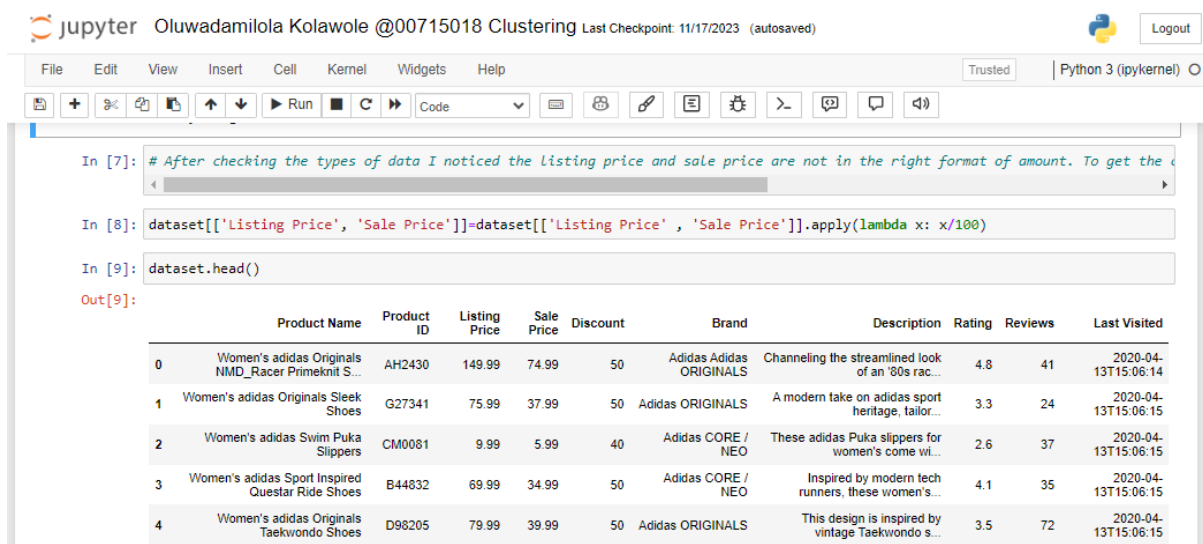 jupyter Oluwadamilola Kolawole @00715018 Clustering Last Checkpoint: 11/17/2023 (autosaved)
Logout
File Edit View Insert Cell Kernel Widgets Help
Trusted
Python 3 (ipykernel)
Run
Code
In [7]: # After checking the types of data I noticed the listing price and sale price are not in the right format of amount. To get the
In [8]: dataset[['Listing Price', 'Sale Price']]=dataset[['Listing Price' , 'Sale Price']].apply(lambda x: x/100)
In [9]: dataset.head()
Out[9]:
Product Name Product ID Listing Price Sale Price Discount Brand Description Rating Reviews Last Visited
0 Women's adidas Originals NMD_Racer Primeknit S... AH2430 149.99 74.99 50 Adidas Adidas ORIGINALS Channeling the streamlined look of an '80s rac... 4.8 41 2020-04-13T15:06:14
1 Women's adidas Originals Sleek Shoes G27341 75.99 37.99 50 Adidas ORIGINALS A modern take on adidas sport heritage, tailor... 3.3 24 2020-04-13T15:06:15
2 Women's adidas Swim Puka Slippers CM0081 9.99 5.99 40 Adidas CORE / NEO These adidas Puka slippers for women's come wi... 2.6 37 2020-04-13T15:06:15
3 Women's adidas Sport Inspired Questar Ride Shoes B44832 69.99 34.99 50 Adidas CORE / NEO Inspired by modern tech runners, these women's... 4.1 35 2020-04-13T15:06:15
4 Women's adidas Originals Taekwondo Shoes D98205 79.99 39.99 50 Adidas ORIGINALS This design is inspired by vintage Taekwondo s... 3.5 72 2020-04-13T15:06:15